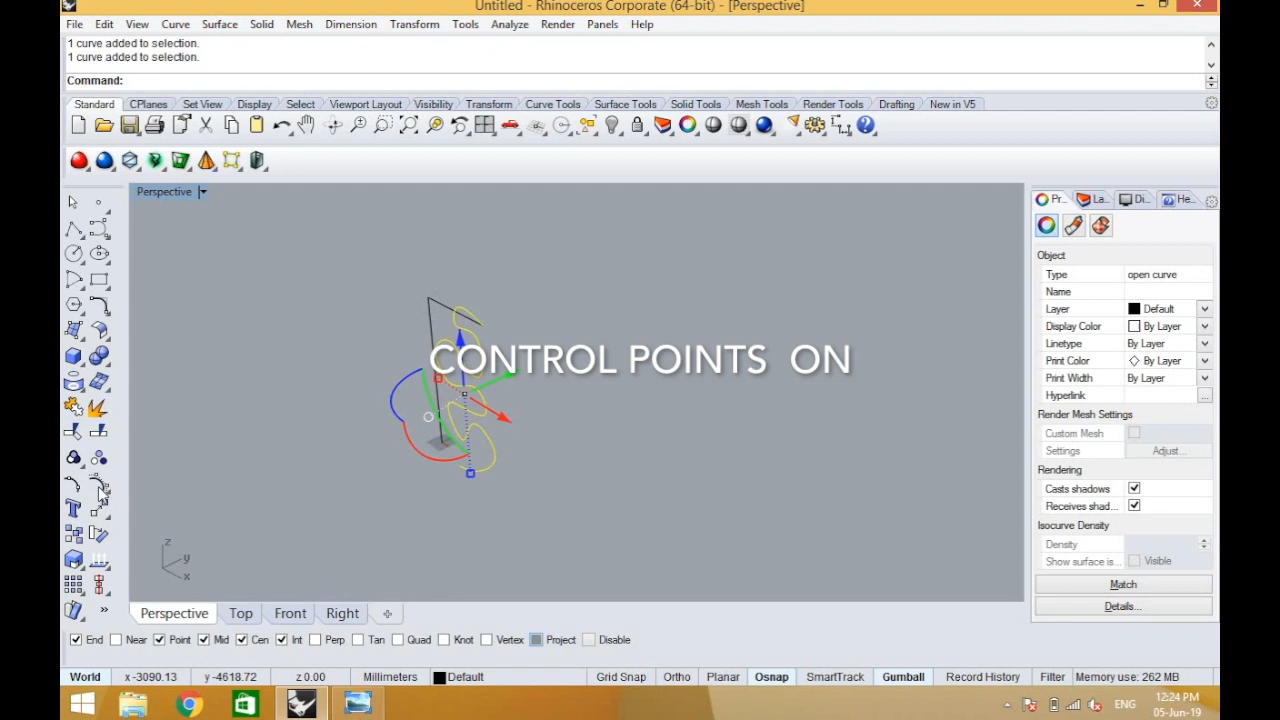 Untitled - Rhinoceros Corporate (64-bit) - [Perspective]
File Edit View Curve Surface Solid Mesh Dimension Transform Tools Analyze Render Panels Help
1 curve added to selection.
1 curve added to selection.
Command:
Standard CPlanes Set View Display Select Viewport Layout Visibility Transform Curve Tools Surface Tools Solid Tools Mesh Tools Render Tools Drafting New in V5
Perspective
Pr... La... Di... He...
Object
Type open curve
Name
Layer Default
Display Color By Layer
Linetype By Layer
Print Color By Layer
Print Width By Layer
Hyperlink ...
Render Mesh Settings
Custom Mesh
Settings Adjust...
Rendering
Casts shadows
Receives shad...
Isocurve Density
Density
Show surface is... Visible
Match
Details...
CONTROL POINTS ON
z
y
x
Perspective Top Front Right
End Near Point Mid Cen Int Perp Tan Quad Knot Vertex Project Disable
World x -3090.13 y -4618.72 z 0.00 Millimeters Default Grid Snap Ortho Planar Osnap SmartTrack Gumball Record History Filter Memory use: 262 MB
ENG 12:24 PM
05-Jun-19